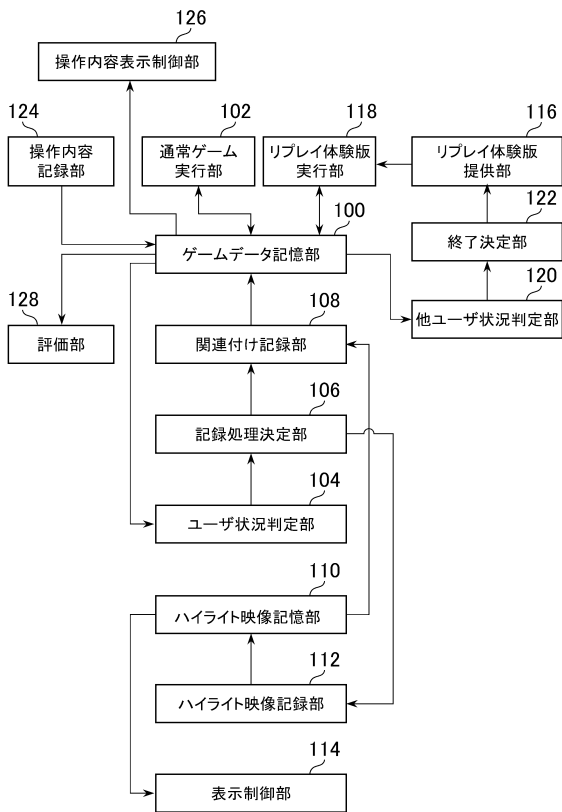 126
操作内容表示制御部
124
操作内容
記録部
102
通常ゲーム
実行部
118
リプレイ体験版
実行部
116
リプレイ体験版
提供部
122
終了決定部
100
ゲームデータ記憶部
120
他ユーザ状況判定部
128
評価部
108
関連付け記録部
106
記録処理決定部
104
ユーザ状況判定部
110
ハイライト映像記憶部
112
ハイライト映像記録部
114
表示制御部